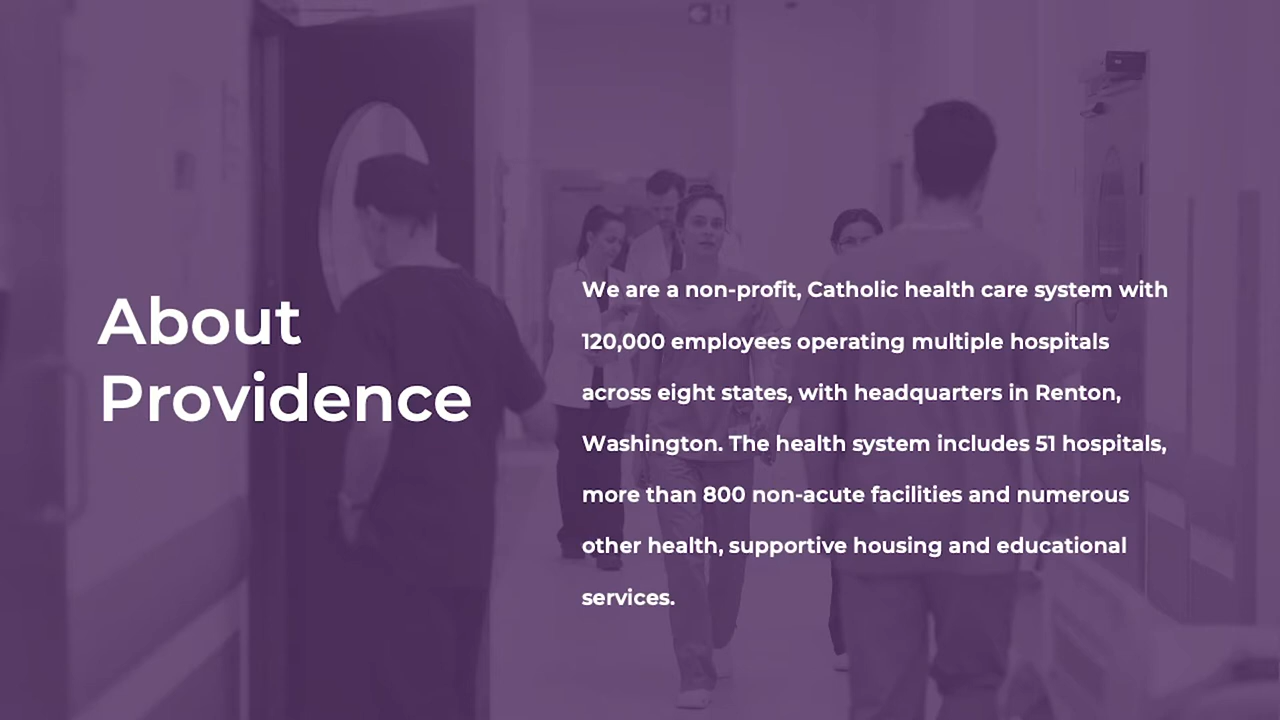 About
Providence
We are a non-profit, Catholic health care system with
120,000 employees operating multiple hospitals
across eight states, with headquarters in Renton,
Washington. The health system includes 51 hospitals,
more than 800 non-acute facilities and numerous
other health, supportive housing and educational
services.